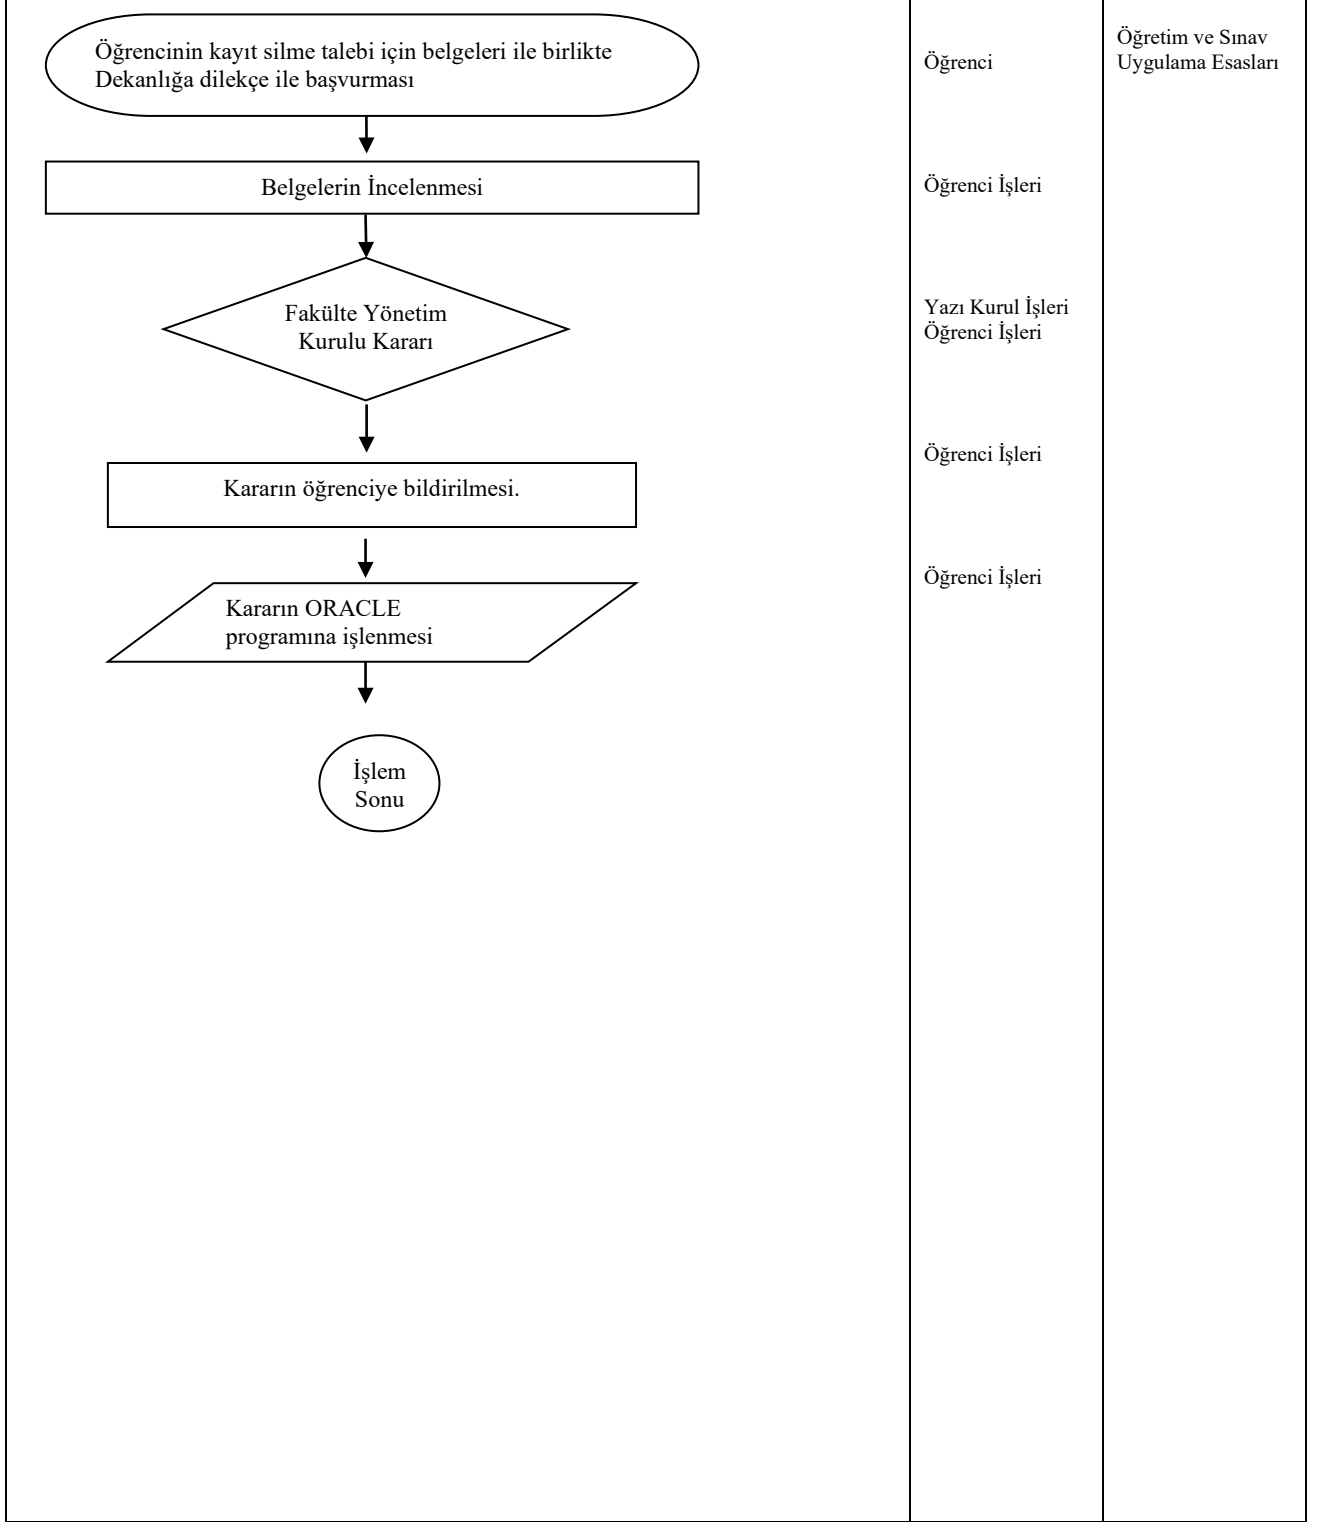 Öğrencinin kayıt silme talebi için belgeleri ile birlikte
Dekanlığa dilekçe ile başvurması
Öğrenci
Öğretim ve Sınav
Uygulama Esasları
Belgelerin İncelenmesi
Öğrenci İşleri
Fakülte Yönetim
Kurulu Kararı
Yazı Kurul İşleri
Öğrenci İşleri
Kararın öğrenciye bildirilmesi.
Öğrenci İşleri
Kararın ORACLE
programına işlenmesi
Öğrenci İşleri
İşlem
Sonu